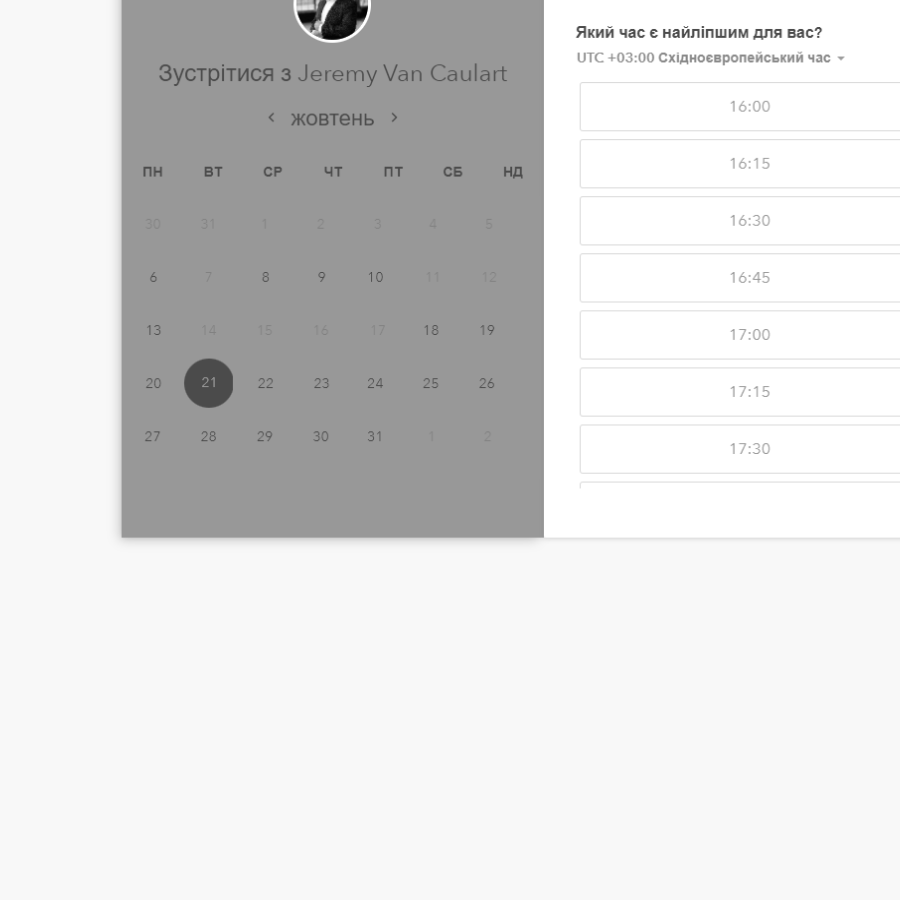 Зустрітися з Jeremy Van Caulart
жовтень
ПН ВТ СР ЧТ ПТ СБ НД
30 31 1 2 3 4 5
6 7 8 9 10 11 12
13 14 15 16 17 18 19
20 21 22 23 24 25 26
27 28 29 30 31 1 2
Який час є найліпшим для вас?
UTC +03:00 Східноєвропейський час
16:00
16:15
16:30
16:45
17:00
17:15
17:30